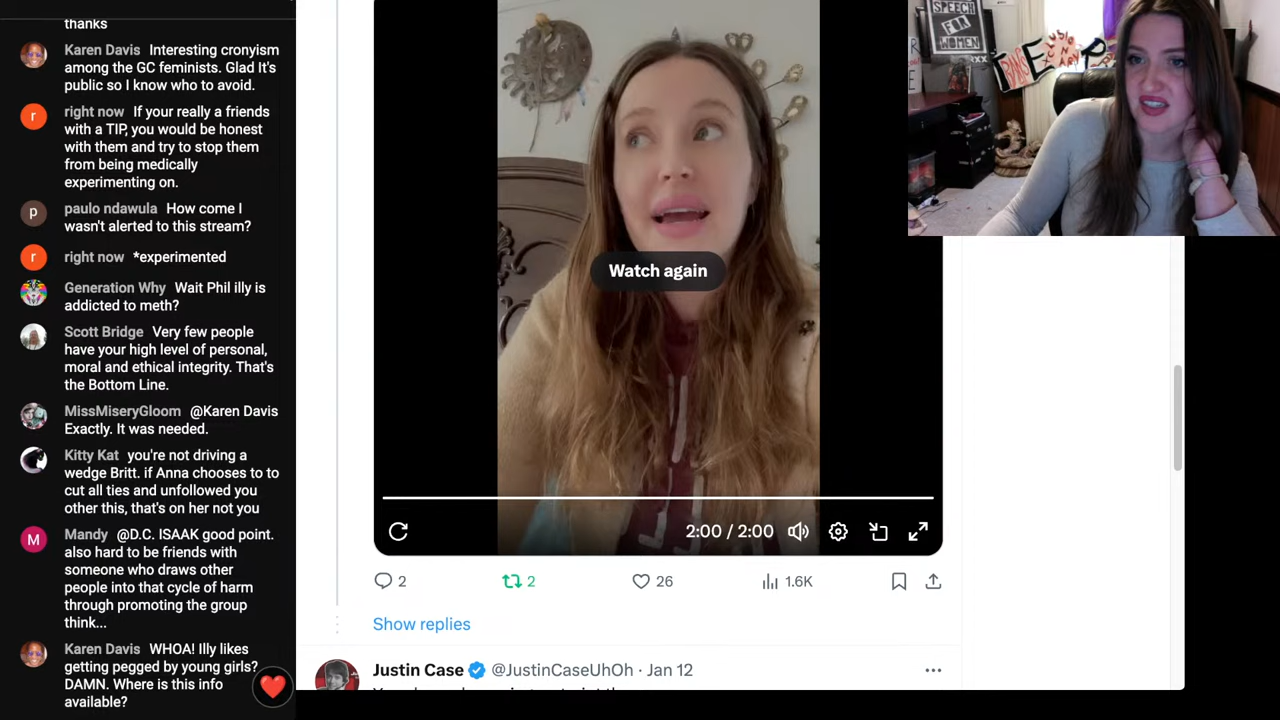 thanks
Karen Davis Interesting cronyism
among the GC feminists. Glad It's
public so I know who to avoid.
r right now If your really a friends
with a TIP, you would be honest
with them and try to stop them
from being medically
experimenting on.
p paulo ndawula How come I
wasn't alerted to this stream?
r right now *experimented
Generation Why Wait Phil illy is
addicted to meth?
Scott Bridge Very few people
have your high level of personal,
moral and ethical integrity. That's
the Bottom Line.
MissMiseryGloom @Karen Davis
Exactly. It was needed.
Kitty Kat you're not driving a
wedge Britt. if Anna chooses to to
cut all ties and unfollowed you
other this, that's on her not you
M Mandy @D.C. ISAAK good point.
also hard to be friends with
someone who draws other
people into that cycle of harm
through promoting the group
think...
Karen Davis WHOA! Illy likes
getting pegged by young girls?
DAMN. Where is this info
available?
Watch again
2:00 / 2:00
2 2 26 1.6K
Show replies
Justin Case @JustinCaseUhOh · Jan 12
SPEECH
FOR
WOMEN